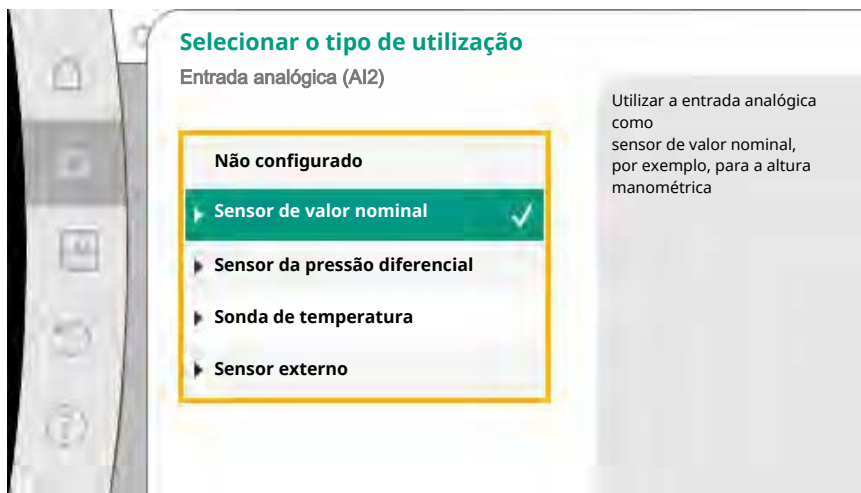 Selecionar o tipo de utilização
Entrada analógica (AI2)
Não configurado
Sensor de valor nominal
Sensor da pressão diferencial
Sonda de temperatura
Sensor externo
Utilizar a entrada analógica
como
sensor de valor nominal,
por exemplo, para a altura
manométrica